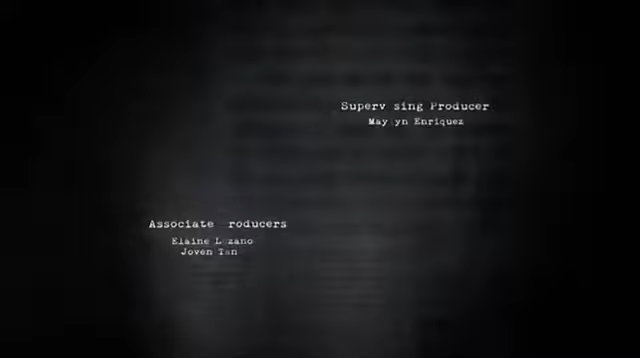 Superv sing Producer
May yn Enriquez
Associate  roducers
Elaine L zano
Joven Tan